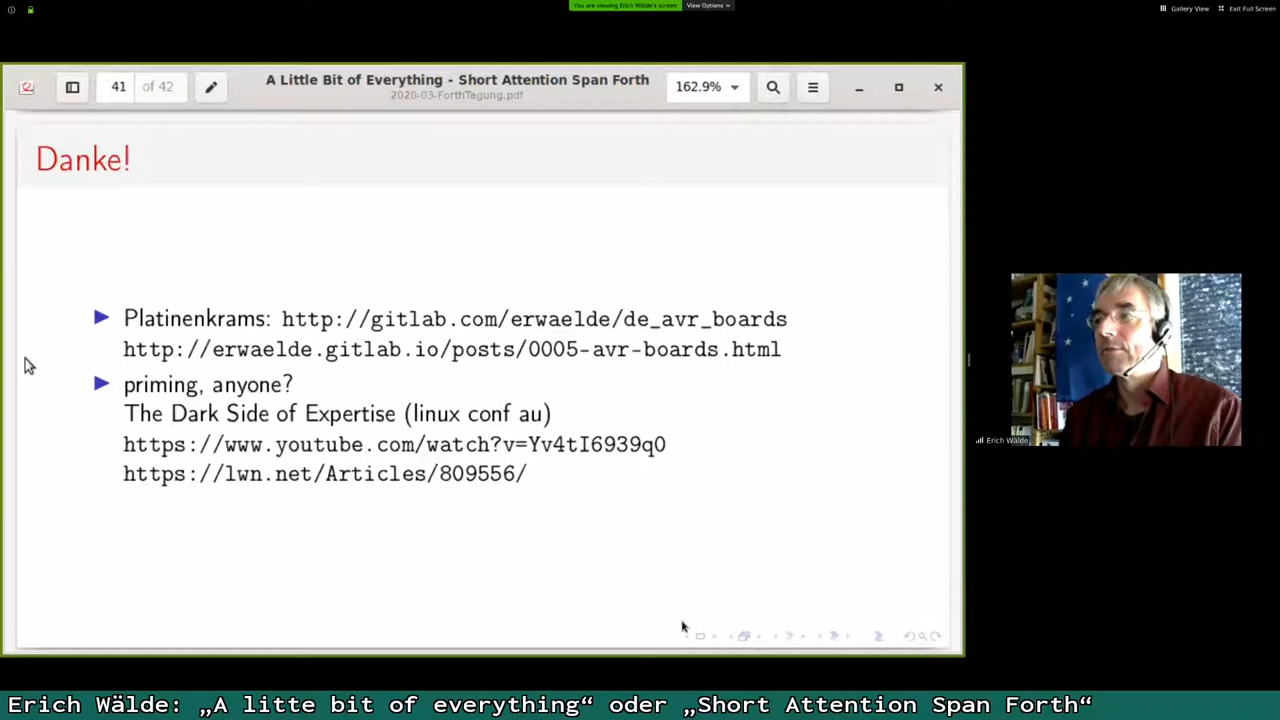 You are viewing Erich Wälde's screen
View Options
Gallery View
Exit Full Screen
41 of 42
A Little Bit of Everything - Short Attention Span Forth
2020-03-ForthTagung.pdf
162.9%
Danke!
Platinenkrams: http://gitlab.com/erwaelde/de_avr_boards
http://erwaelde.gitlab.io/posts/0005-avr-boards.html
priming, anyone?
The Dark Side of Expertise (linux conf au)
https://www.youtube.com/watch?v=Yv4tI6939q0
https://lwn.net/Articles/809556/
Erich Wälde
Erich Wälde: „A litte bit of everything“ oder „Short Attention Span Forth“